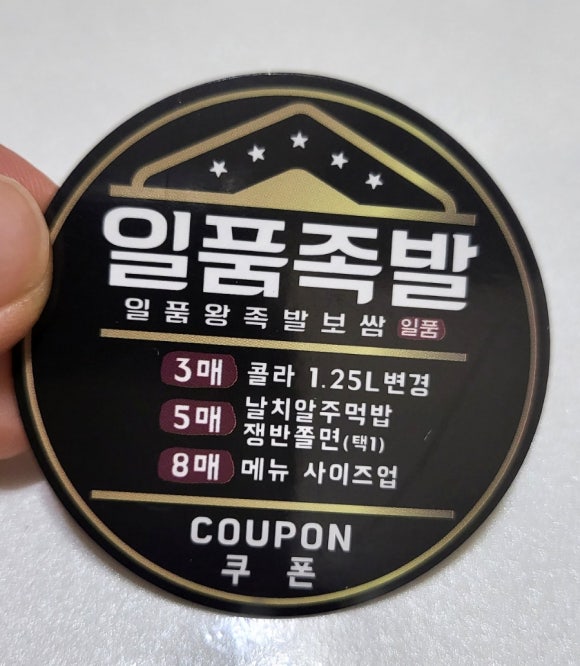 일품족발
일품왕족발보쌈 일품
3매 콜라 1.25L변경
5매 날치알주먹밥
쟁반쫄면(택1)
8매 메뉴 사이즈업
COUPON
쿠폰